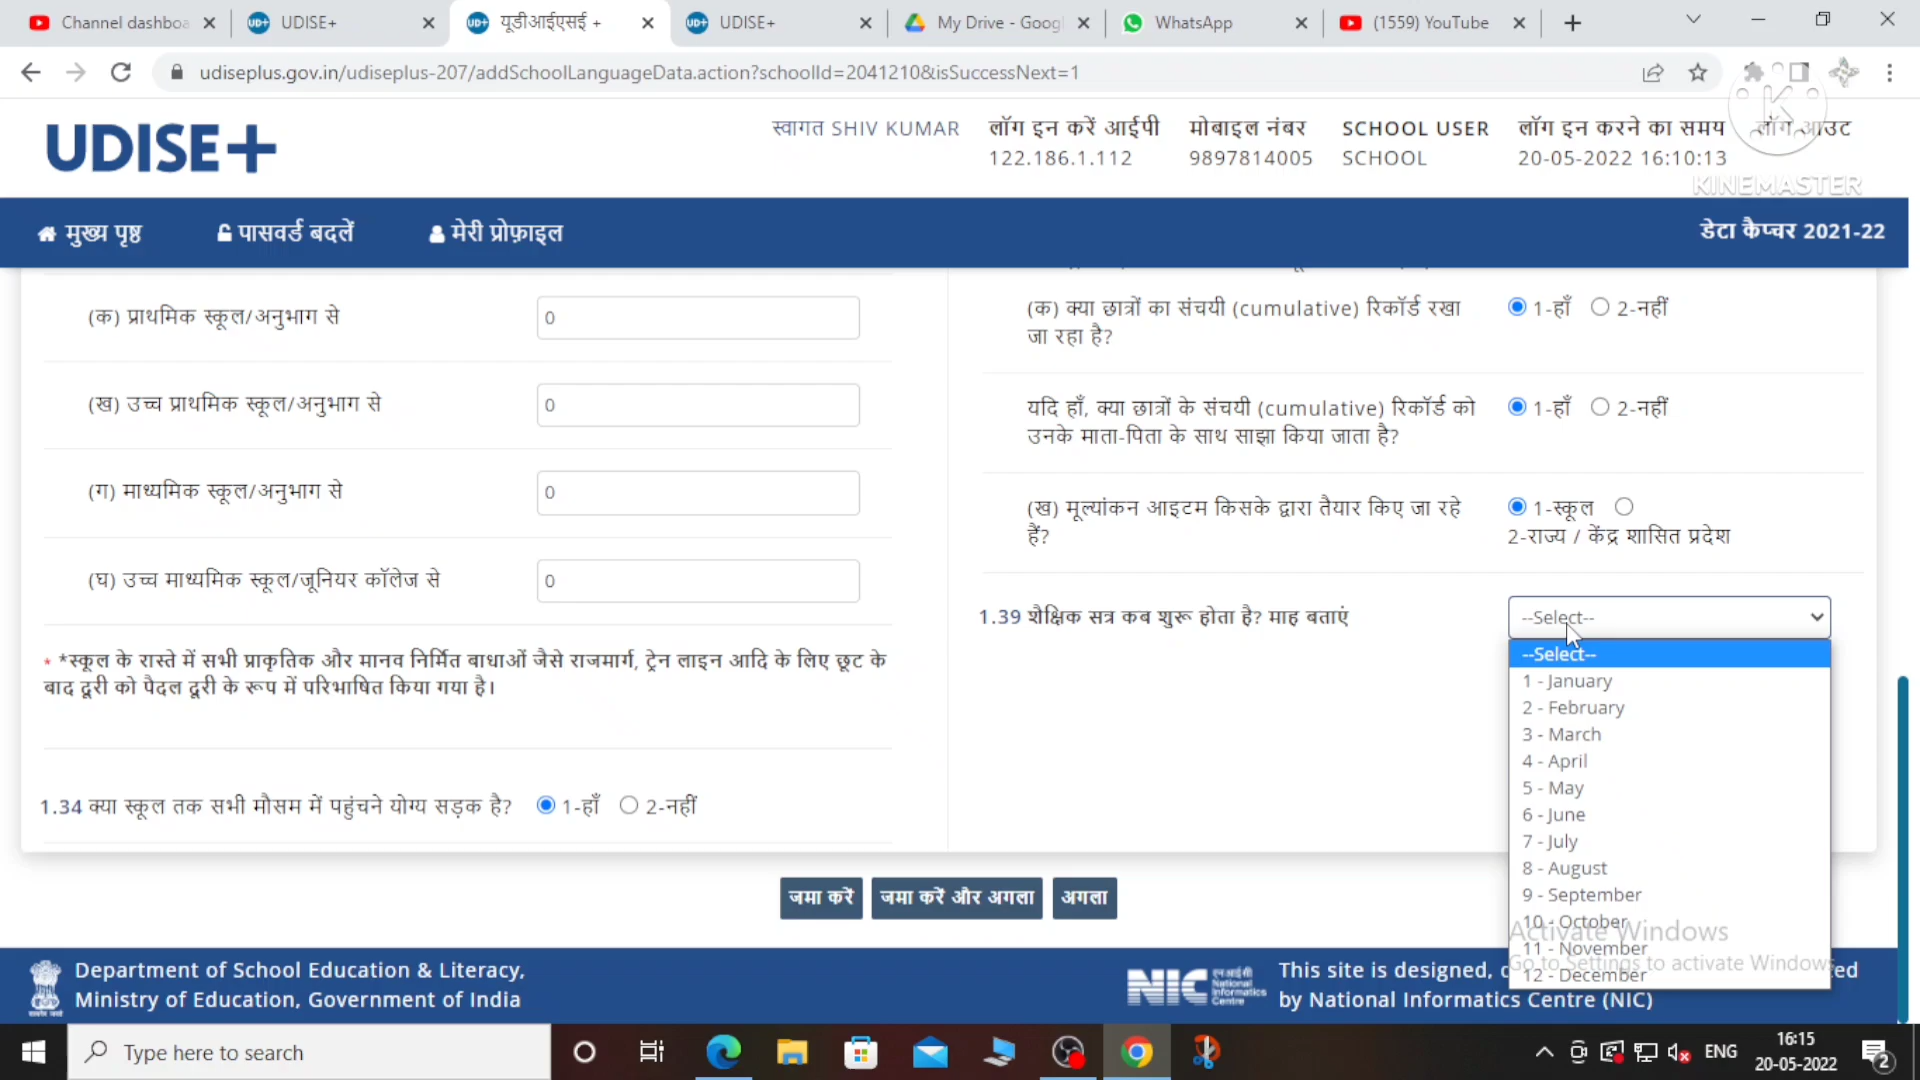 Channel dashboa
UDISE+
यूडीआईएसई +
UDISE+
My Drive - Goog
WhatsApp
(1559) YouTube
udiseplus.gov.in/udiseplus-207/addSchoolLanguageData.action?schoolId=2041210&isSuccessNext=1
UDISE+
स्वागत SHIV KUMAR
लॉग इन करें आईपी
122.186.1.112
मोबाइल नंबर
9897814005
SCHOOL USER
SCHOOL
लॉग इन करने का समय
20-05-2022 16:10:13
लॉग आउट
KINEMASTER
मुख्य पृष्ठ
पासवर्ड बदलें
मेरी प्रोफ़ाइल
डेटा कैप्चर 2021-22
(क) प्राथमिक स्कूल/अनुभाग से
0
(ख) उच्च प्राथमिक स्कूल/अनुभाग से
0
(ग) माध्यमिक स्कूल/अनुभाग से
0
(घ) उच्च माध्यमिक स्कूल/जूनियर कॉलेज से
0
* *स्कूल के रास्ते में सभी प्राकृतिक और मानव निर्मित बाधाओं जैसे राजमार्ग, ट्रेन लाइन आदि के लिए छूट के
बाद दूरी को पैदल दूरी के रूप में परिभाषित किया गया है।
1.34 क्या स्कूल तक सभी मौसम में पहुंचने योग्य सड़क है?
1-हाँ 2-नहीं
(क) क्या छात्रों का संचयी (cumulative) रिकॉर्ड रखा
जा रहा है?
1-हाँ 2-नहीं
यदि हाँ, क्या छात्रों के संचयी (cumulative) रिकॉर्ड को
उनके माता-पिता के साथ साझा किया जाता है?
1-हाँ 2-नहीं
(ख) मूल्यांकन आइटम किसके द्वारा तैयार किए जा रहे
हैं?
1-स्कूल
2-राज्य / केंद्र शासित प्रदेश
1.39 शैक्षिक सत्र कब शुरू होता है? माह बताएं
--Select--
--Select--
1 - January
2 - February
3 - March
4 - April
5 - May
6 - June
7 - July
8 - August
9 - September
10 - October
11 - November
12 - December
Activate Windows
Go to Settings to activate Windows
जमा करें
जमा करें और अगला
अगला
Department of School Education & Literacy,
Ministry of Education, Government of India
NIC
एन आई सी
National
Informatics
Centre
This site is designed,
by National Informatics Centre (NIC)
Type here to search
ENG
16:15
20-05-2022
2